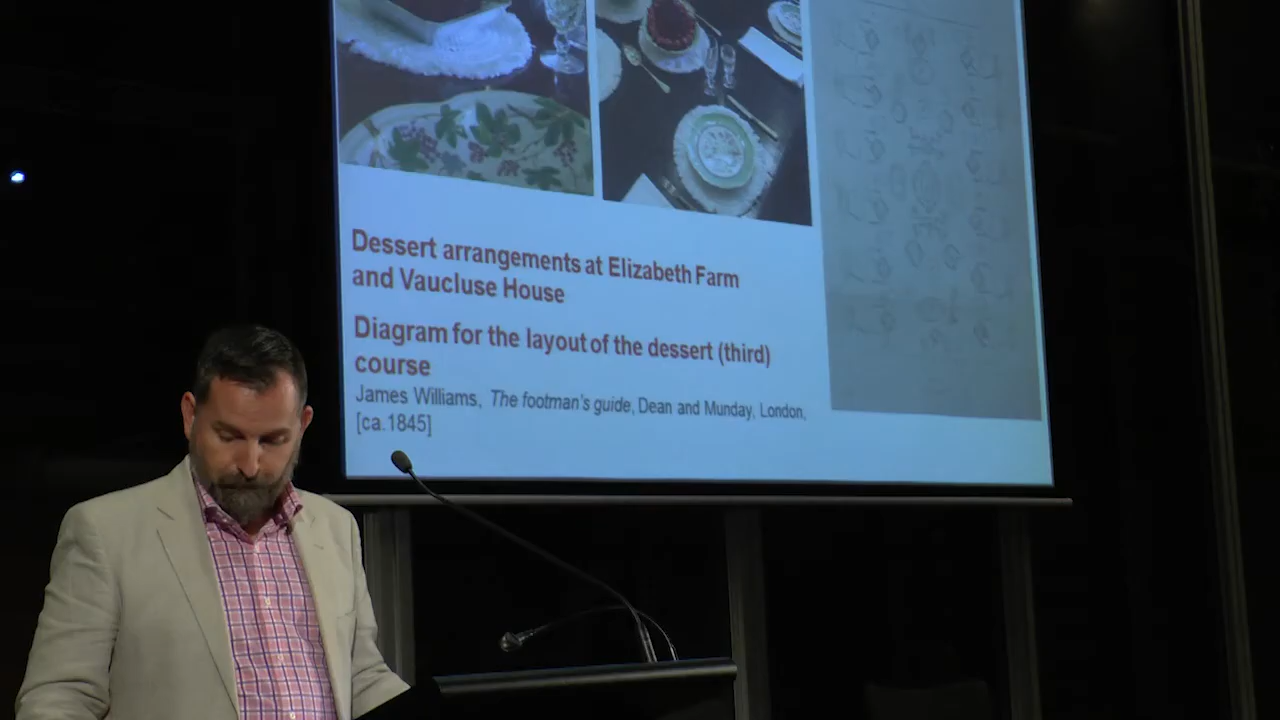 Dessert arrangements at Elizabeth Farm
and Vaucluse House
Diagram for the layout of the dessert (third)
course
James Williams, The footman's guide, Dean and Munday, London,
[ca.1845]